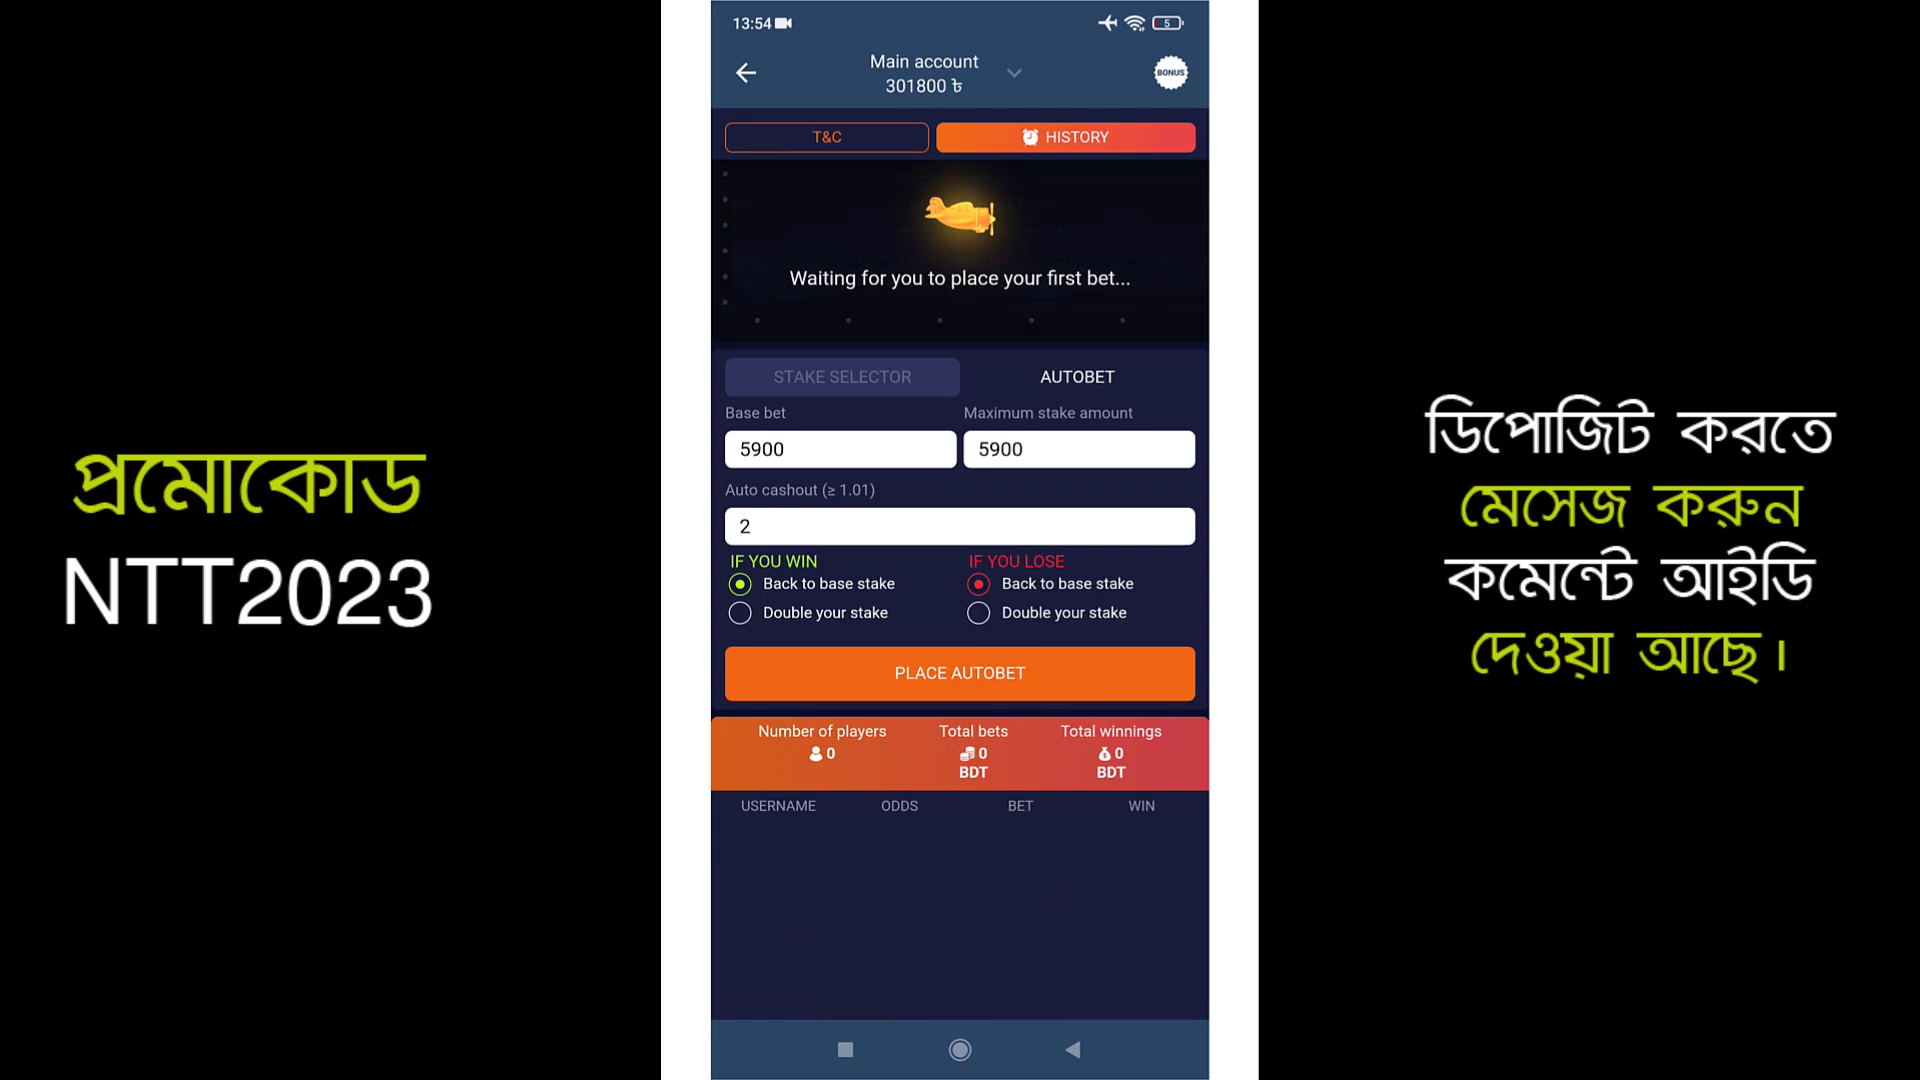 13:54
5
Main account
301800 ৳
BONUS
T&C
HISTORY
Waiting for you to place your first bet...
STAKE SELECTOR
AUTOBET
Base bet
Maximum stake amount
5900
5900
Auto cashout (≥ 1.01)
2
IF YOU WIN
IF YOU LOSE
Back to base stake
Back to base stake
Double your stake
Double your stake
PLACE AUTOBET
Number of players
Total bets
Total winnings
0
0
0
BDT
BDT
USERNAME
ODDS
BET
WIN
প্রমোকোড
NTT2023
ডিপোজিট করতে
মেসেজ করুন
কমেন্টে আইডি
দেওয়া আছে।